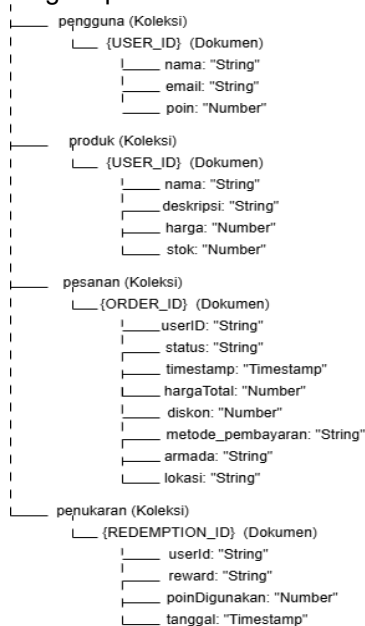 pengguna (Koleksi)
{USER_ID} (Dokumen)
nama: "String"
email: "String"
poin: "Number"
produk (Koleksi)
{USER_ID} (Dokumen)
nama: "String"
deskripsi: "String"
harga: "Number"
stok: "Number"
pesanan (Koleksi)
{ORDER_ID} (Dokumen)
userID: "String"
status: "String"
timestamp: "Timestamp"
hargaTotal: "Number"
diskon: "Number"
metode_pembayaran: "String"
armada: "String"
lokasi: "String"
penukaran (Koleksi)
{REDEMPTION_ID} (Dokumen)
userId: "String"
reward: "String"
poinDigunakan: "Number"
tanggal: "Timestamp"